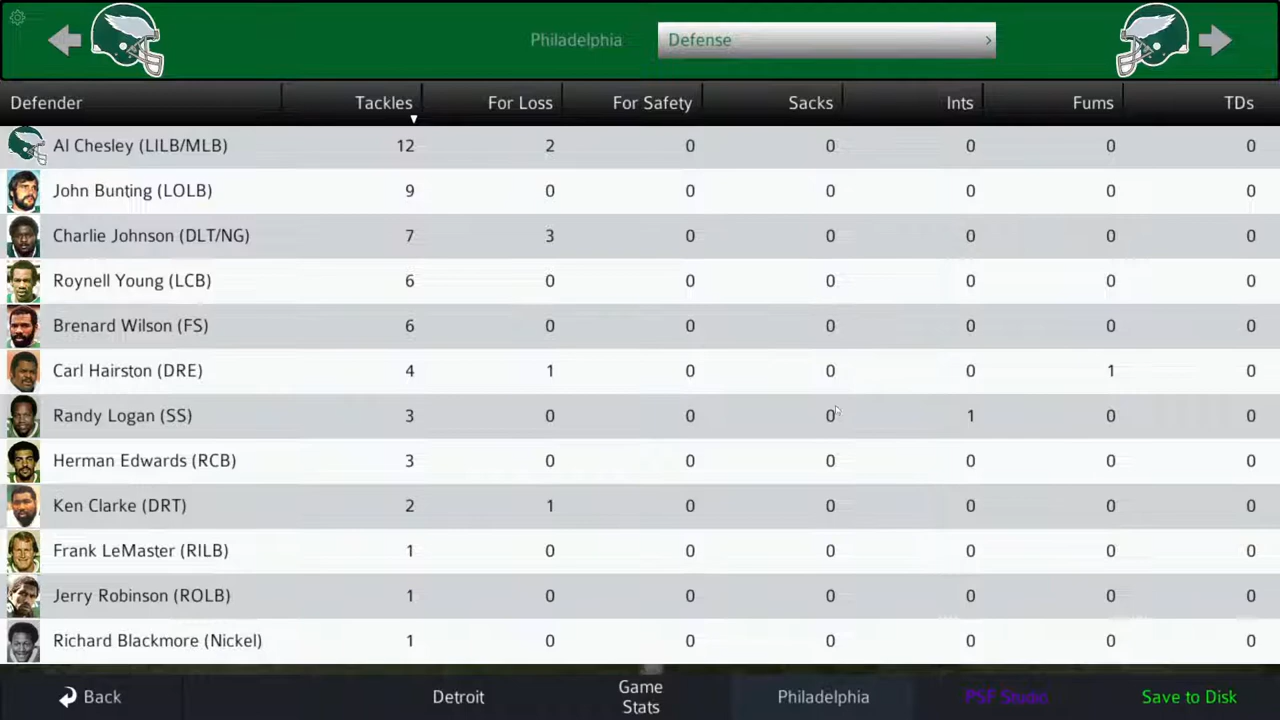 Philadelphia Defense >
Defender Tackles For Loss For Safety Sacks Ints Fums TDs
Al Chesley (LILB/MLB) 12 2 0 0 0 0 0
John Bunting (LOLB) 9 0 0 0 0 0 0
Charlie Johnson (DLT/NG) 7 3 0 0 0 0 0
Roynell Young (LCB) 6 0 0 0 0 0 0
Brenard Wilson (FS) 6 0 0 0 0 0 0
Carl Hairston (DRE) 4 1 0 0 0 1 0
Randy Logan (SS) 3 0 0 0 1 0 0
Herman Edwards (RCB) 3 0 0 0 0 0 0
Ken Clarke (DRT) 2 1 0 0 0 0 0
Frank LeMaster (RILB) 1 0 0 0 0 0 0
Jerry Robinson (ROLB) 1 0 0 0 0 0 0
Richard Blackmore (Nickel) 1 0 0 0 0 0 0
Back Detroit Game Stats Philadelphia PSF Studio Save to Disk